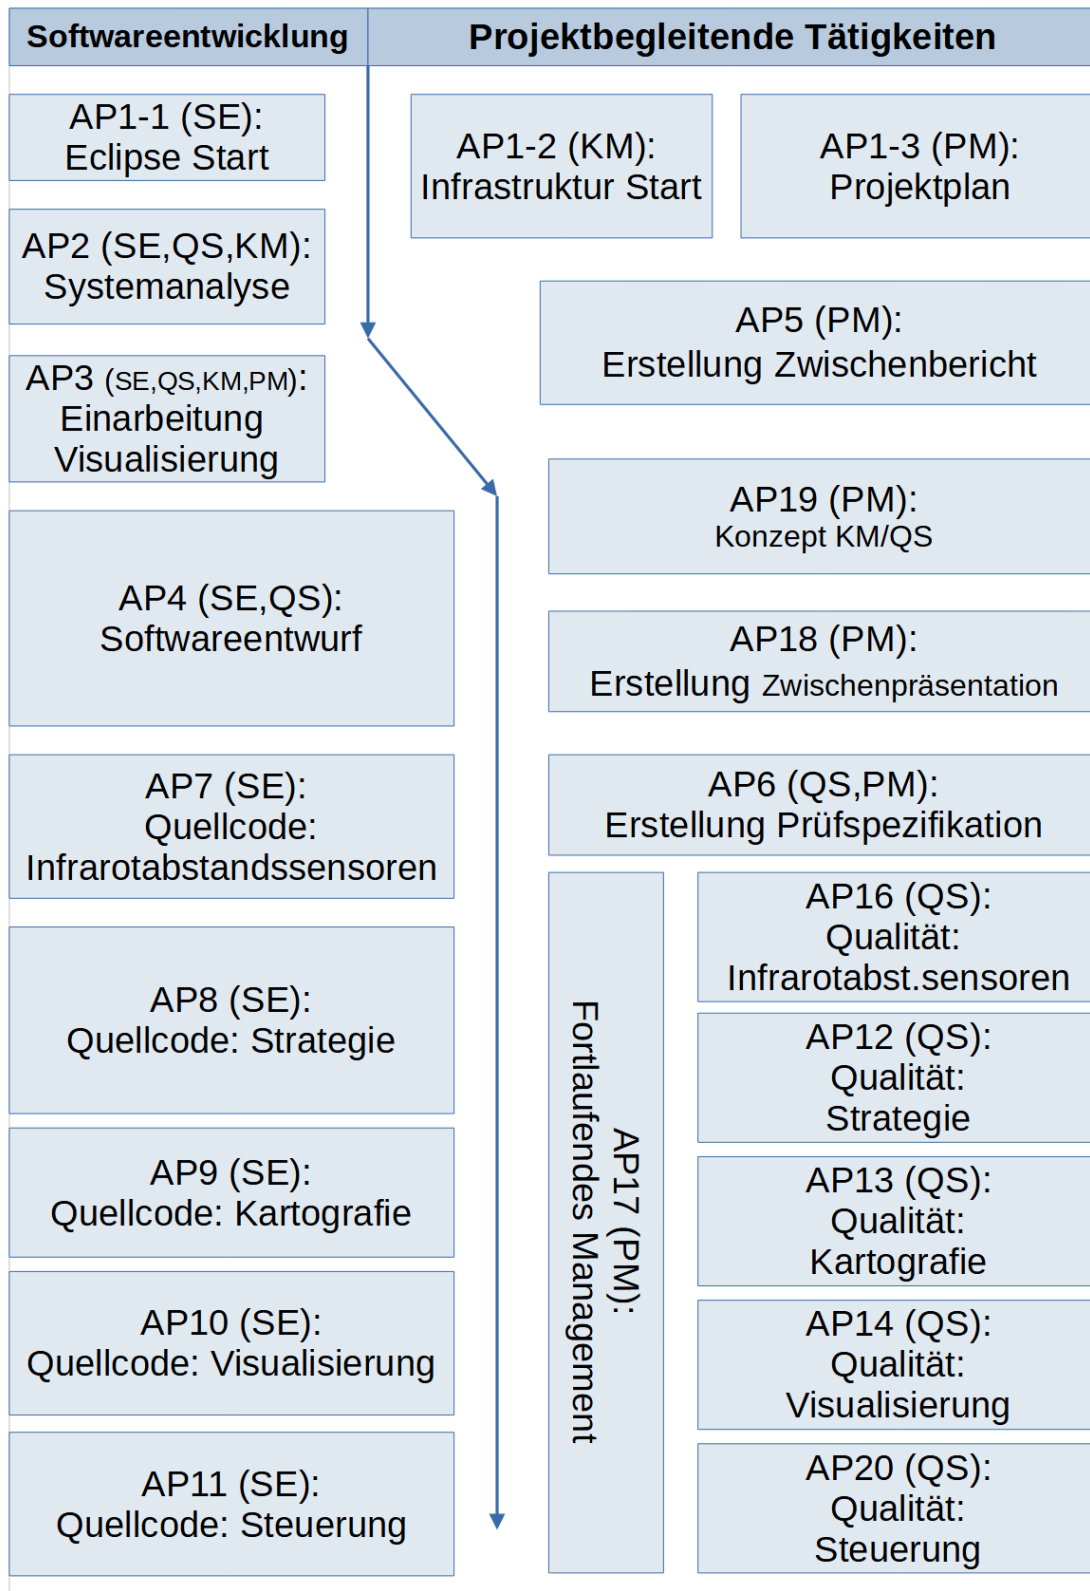 Softwareentwicklung
Projektbegleitende Tätigkeiten
AP1-1 (SE):
Eclipse Start
AP1-2 (KM):
Infrastruktur Start
AP1-3 (PM):
Projektplan
AP2 (SE,QS,KM):
Systemanalyse
AP5 (PM):
Erstellung Zwischenbericht
AP3 (SE,QS,KM,PM):
Einarbeitung
Visualisierung
AP19 (PM):
Konzept KM/QS
AP4 (SE,QS):
Softwareentwurf
AP18 (PM):
Erstellung Zwischenpräsentation
AP7 (SE):
Quellcode:
Infrarotabstandssensoren
AP6 (QS,PM):
Erstellung Prüfspezifikation
AP8 (SE):
Quellcode: Strategie
AP9 (SE):
Quellcode: Kartografie
AP10 (SE):
Quellcode: Visualisierung
AP11 (SE):
Quellcode: Steuerung
AP17 (PM):
Fortlaufendes Management
AP16 (QS):
Qualität:
Infrarotabst.sensoren
AP12 (QS):
Qualität:
Strategie
AP13 (QS):
Qualität:
Kartografie
AP14 (QS):
Qualität:
Visualisierung
AP20 (QS):
Qualität:
Steuerung